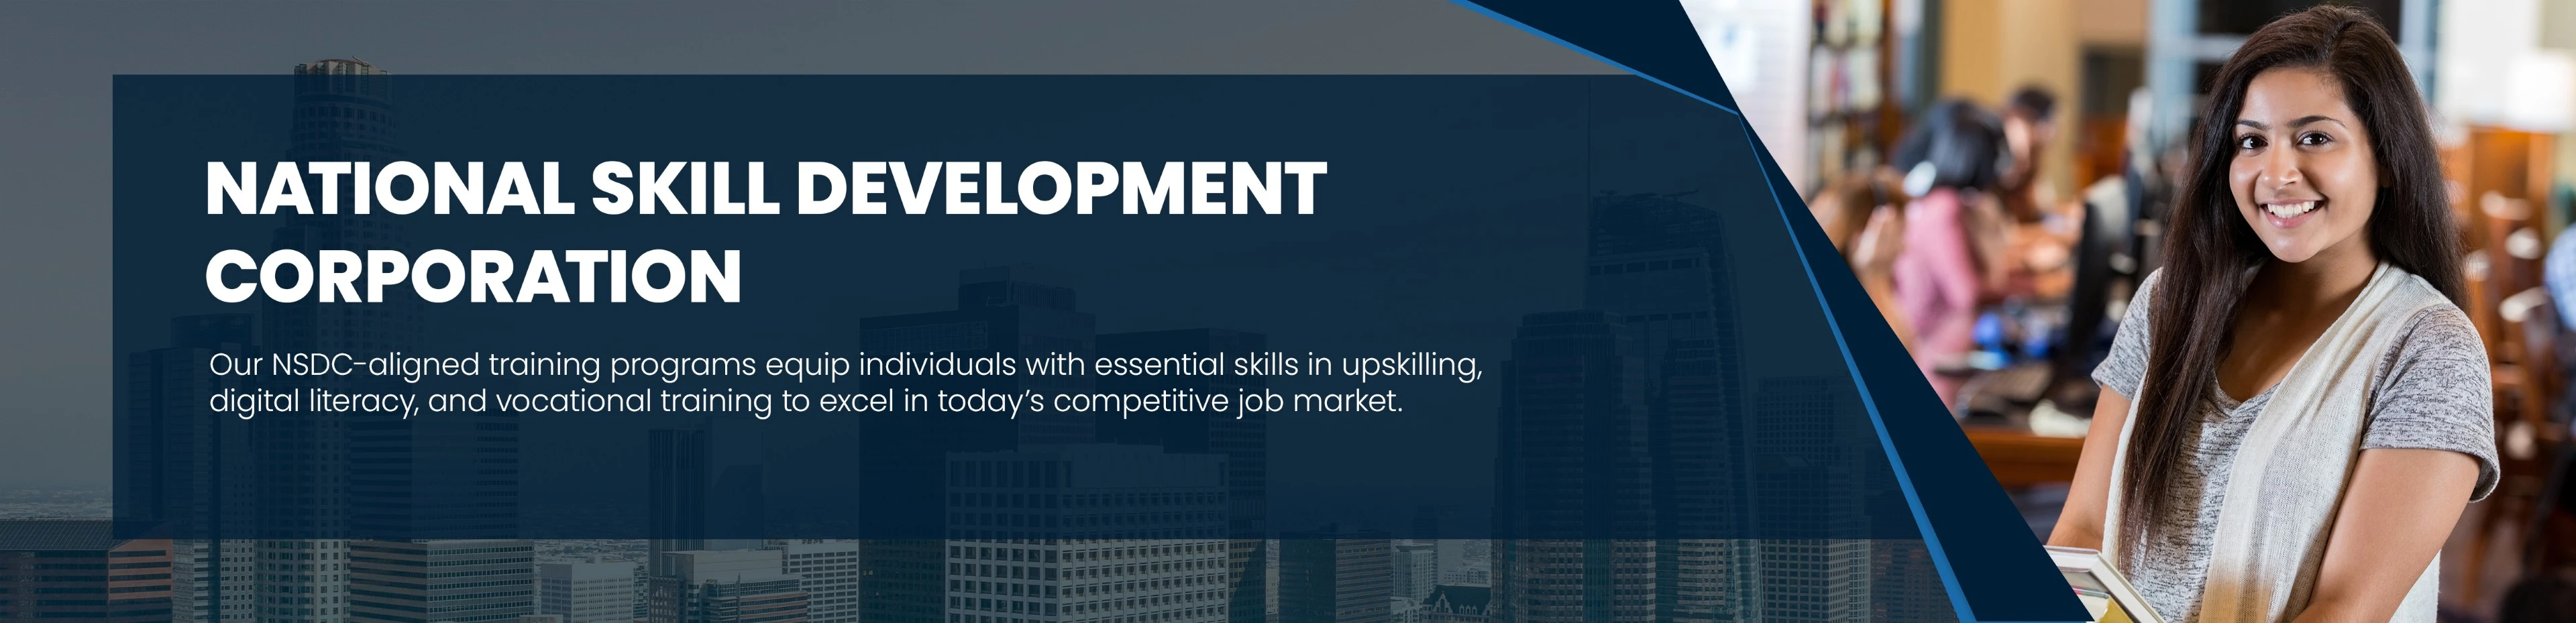 NATIONAL SKILL DEVELOPMENT
CORPORATION
Our NSDC-aligned training programs equip individuals with essential skills in upskilling,
digital literacy, and vocational training to excel in today’s competitive job market.